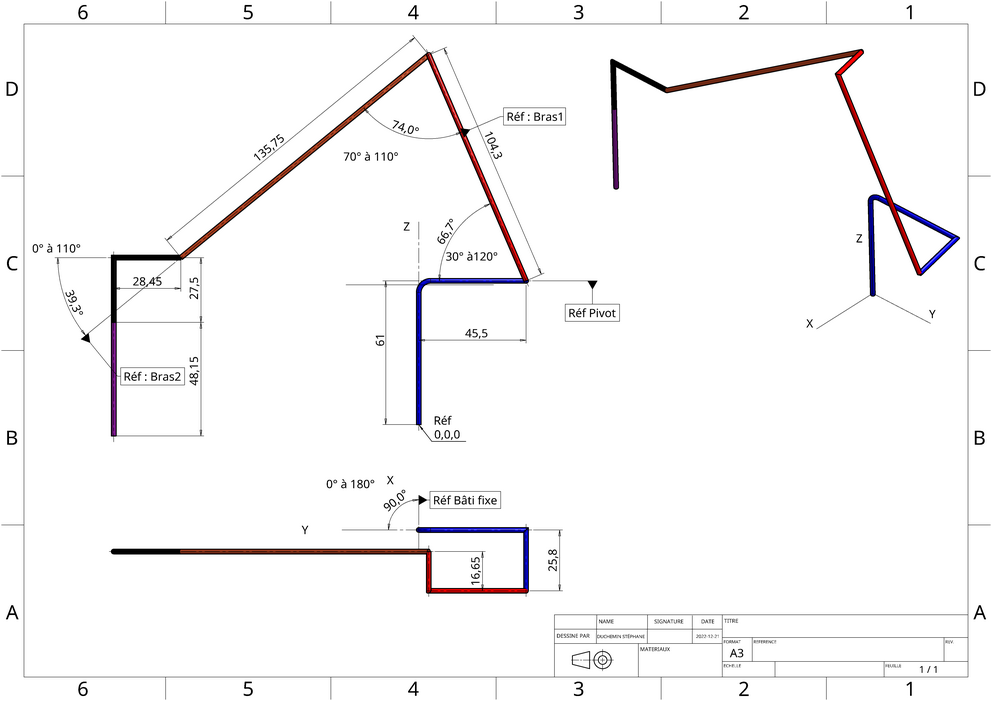 6 5 4 3 2 1
D D
C C
B B
A A
135,75
74,0°
70° à 110°
Réf : Bras1
104,3
Z
66,7°
30° à120°
0° à 110°
28,45
27,5
39,3°
Réf : Bras2
48,15
61
45,5
Réf Pivot
Réf
0,0,0
Z
X
Y
0° à 180°
X
90,0°
Réf Bâti fixe
Y
16,65
25,8
NAME SIGNATURE DATE TITRE
DESSINE PAR DUCHEMIN STÉPHANE 2022-12-21
FORMAT REFERENCE REV.
A3
MATERIAUX
ECHELLE FEUILLE 1 / 1
6 5 4 3 2 1